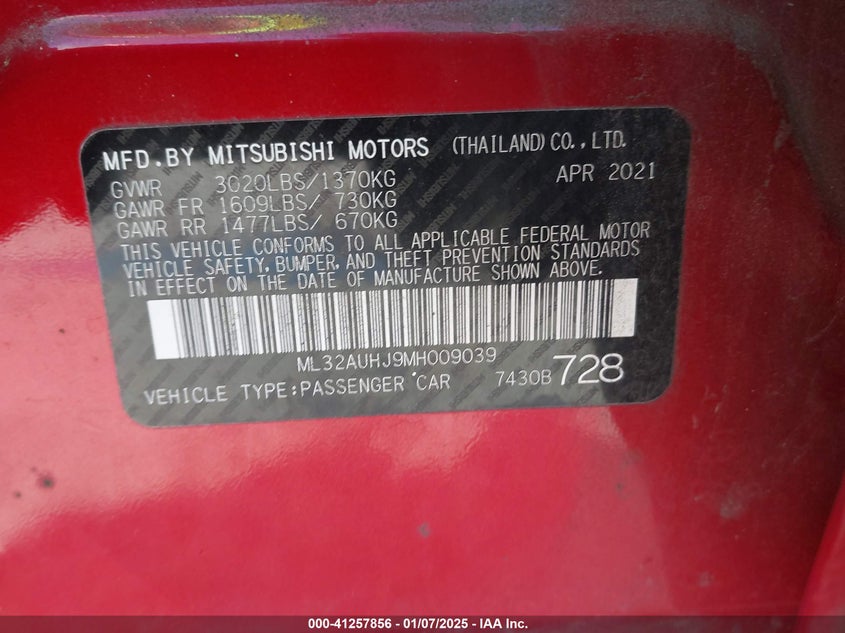 MFD.BY MITSUBISHI MOTORS (THAILAND)CO.,LTD.
GVWR 3020LBS/1370KG APR 2021
GAWR FR 1609LBS/ 730KG
GAWR RR 1477LBS/ 670KG
THIS VEHICLE CONFORMS TO ALL APPLICABLE FEDERAL MOTOR
VEHICLE SAFETY, BUMPER, AND THEFT PREVENTION STANDARDS
IN EFFECT ON THE DATE OF MANUFACTURE SHOWN ABOVE.
ML32AUHJ9MH009039
VEHICLE TYPE:PASSENGER CAR 7430B 728
000-41257856 - 01/07/2025 - IAA Inc.